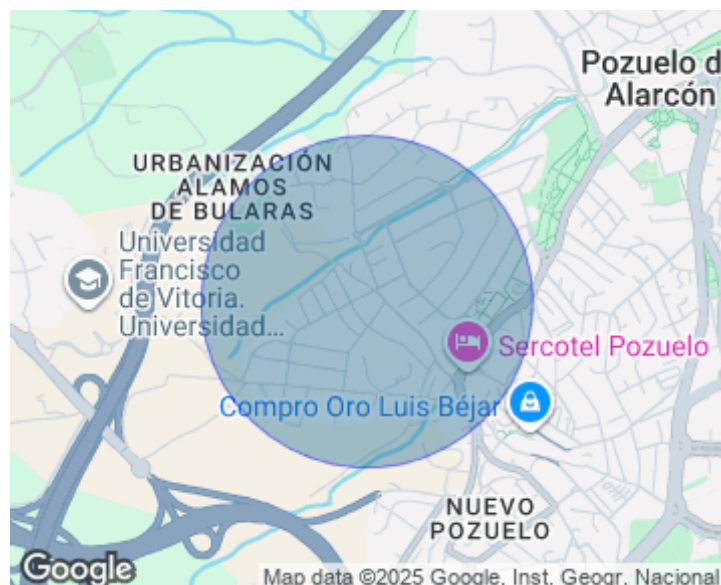 Pozuelo d
Alarcón
URBANIZACIÓN
ALAMOS
DE BULARAS
Universidad
Francisco
de Vitoria.
Universidad...
Sercotel Pozuelo
Compro Oro Luis Béjar
NUEVO
POZUELO
Google
Map data ©2025 Google, Inst. Geogr. Nacional